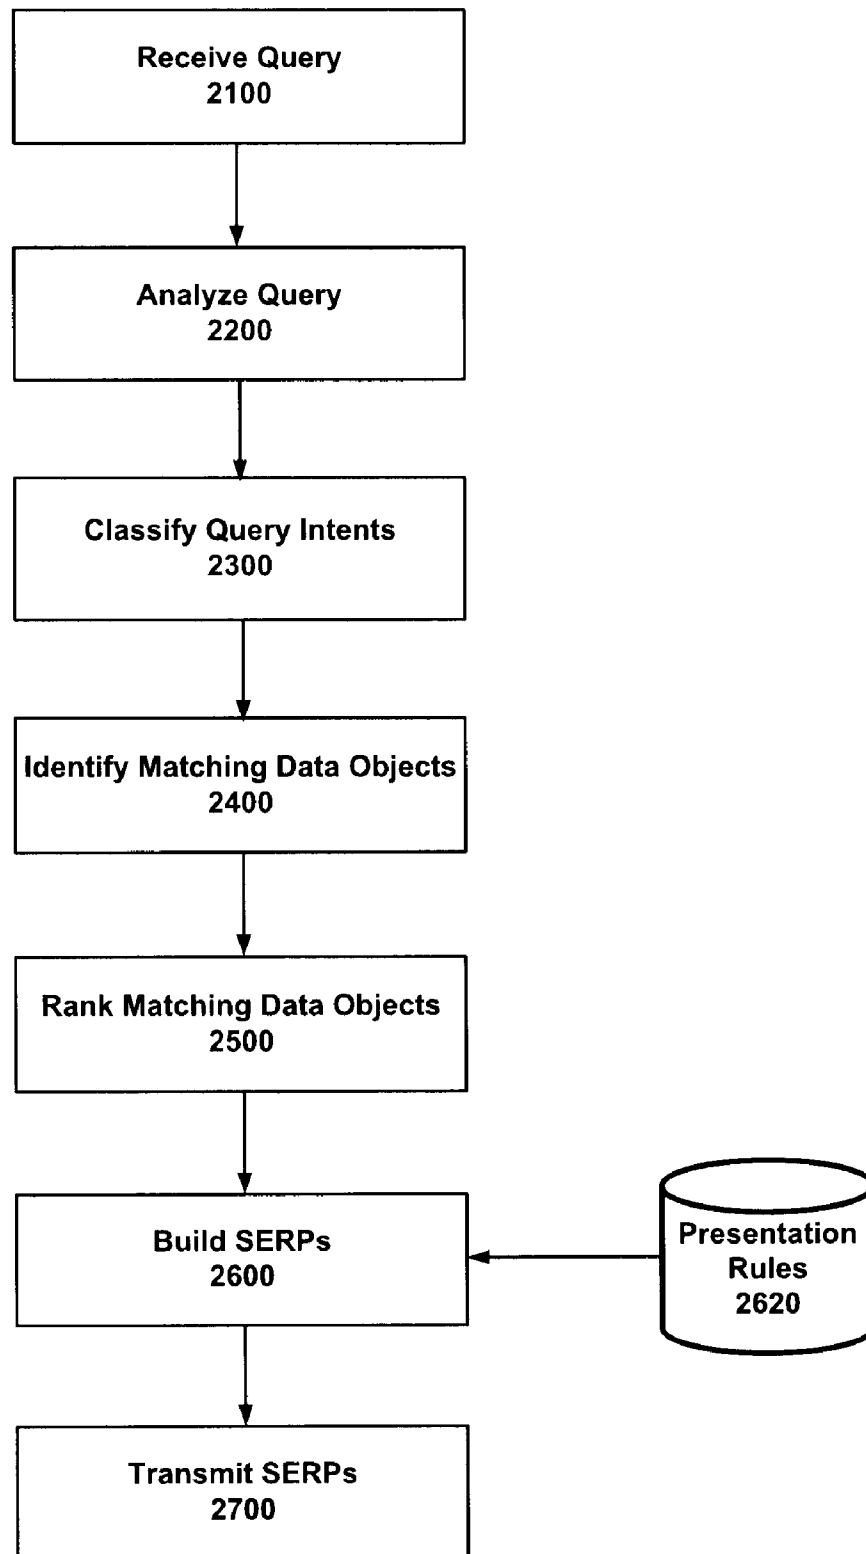 Receive Query
2100
Analyze Query
2200
Classify Query Intents
2300
Identify Matching Data Objects
2400
Rank Matching Data Objects
2500
Build SERPs
2600
Presentation
Rules
2620
Transmit SERPs
2700